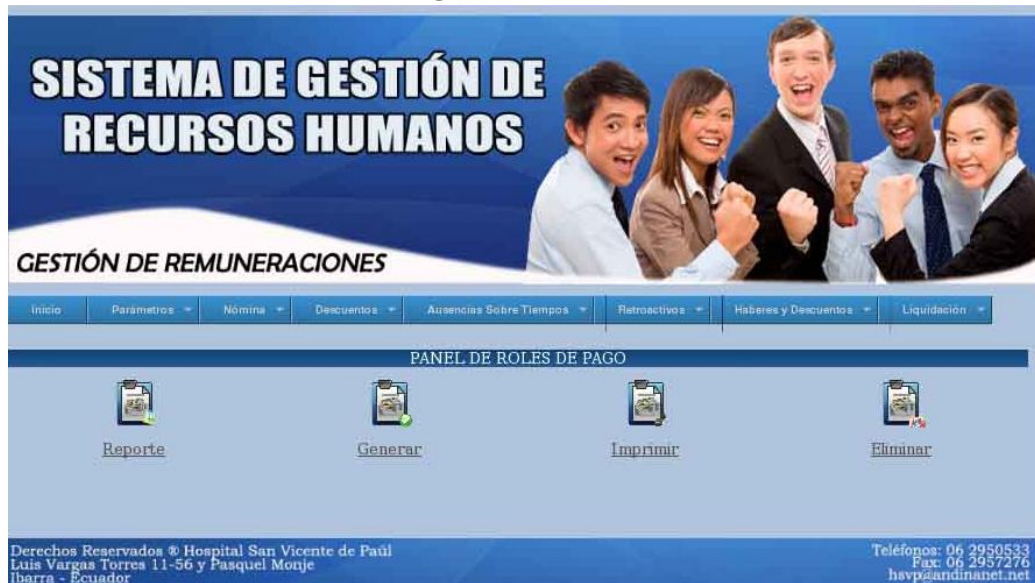 SISTEMA DE GESTIÓN DE
RECURSOS HUMANOS
GESTIÓN DE REMUNERACIONES
Inicio Parámetros Nómina Descuentos Ausencias Sobre Tiempos Retroactivos Haberes y Descuentos Liquidación
PANEL DE ROLES DE PAGO
Reporte Generar Imprimir Eliminar
Derechos Reservados ® Hospital San Vicente de Paúl
Luis Vargas Torres 11-56 y Pasquel Monje
Ibarra - Ecuador
Teléfonos: 06 2950533
Fax: 06 2957276
hsvp@andinanet.net